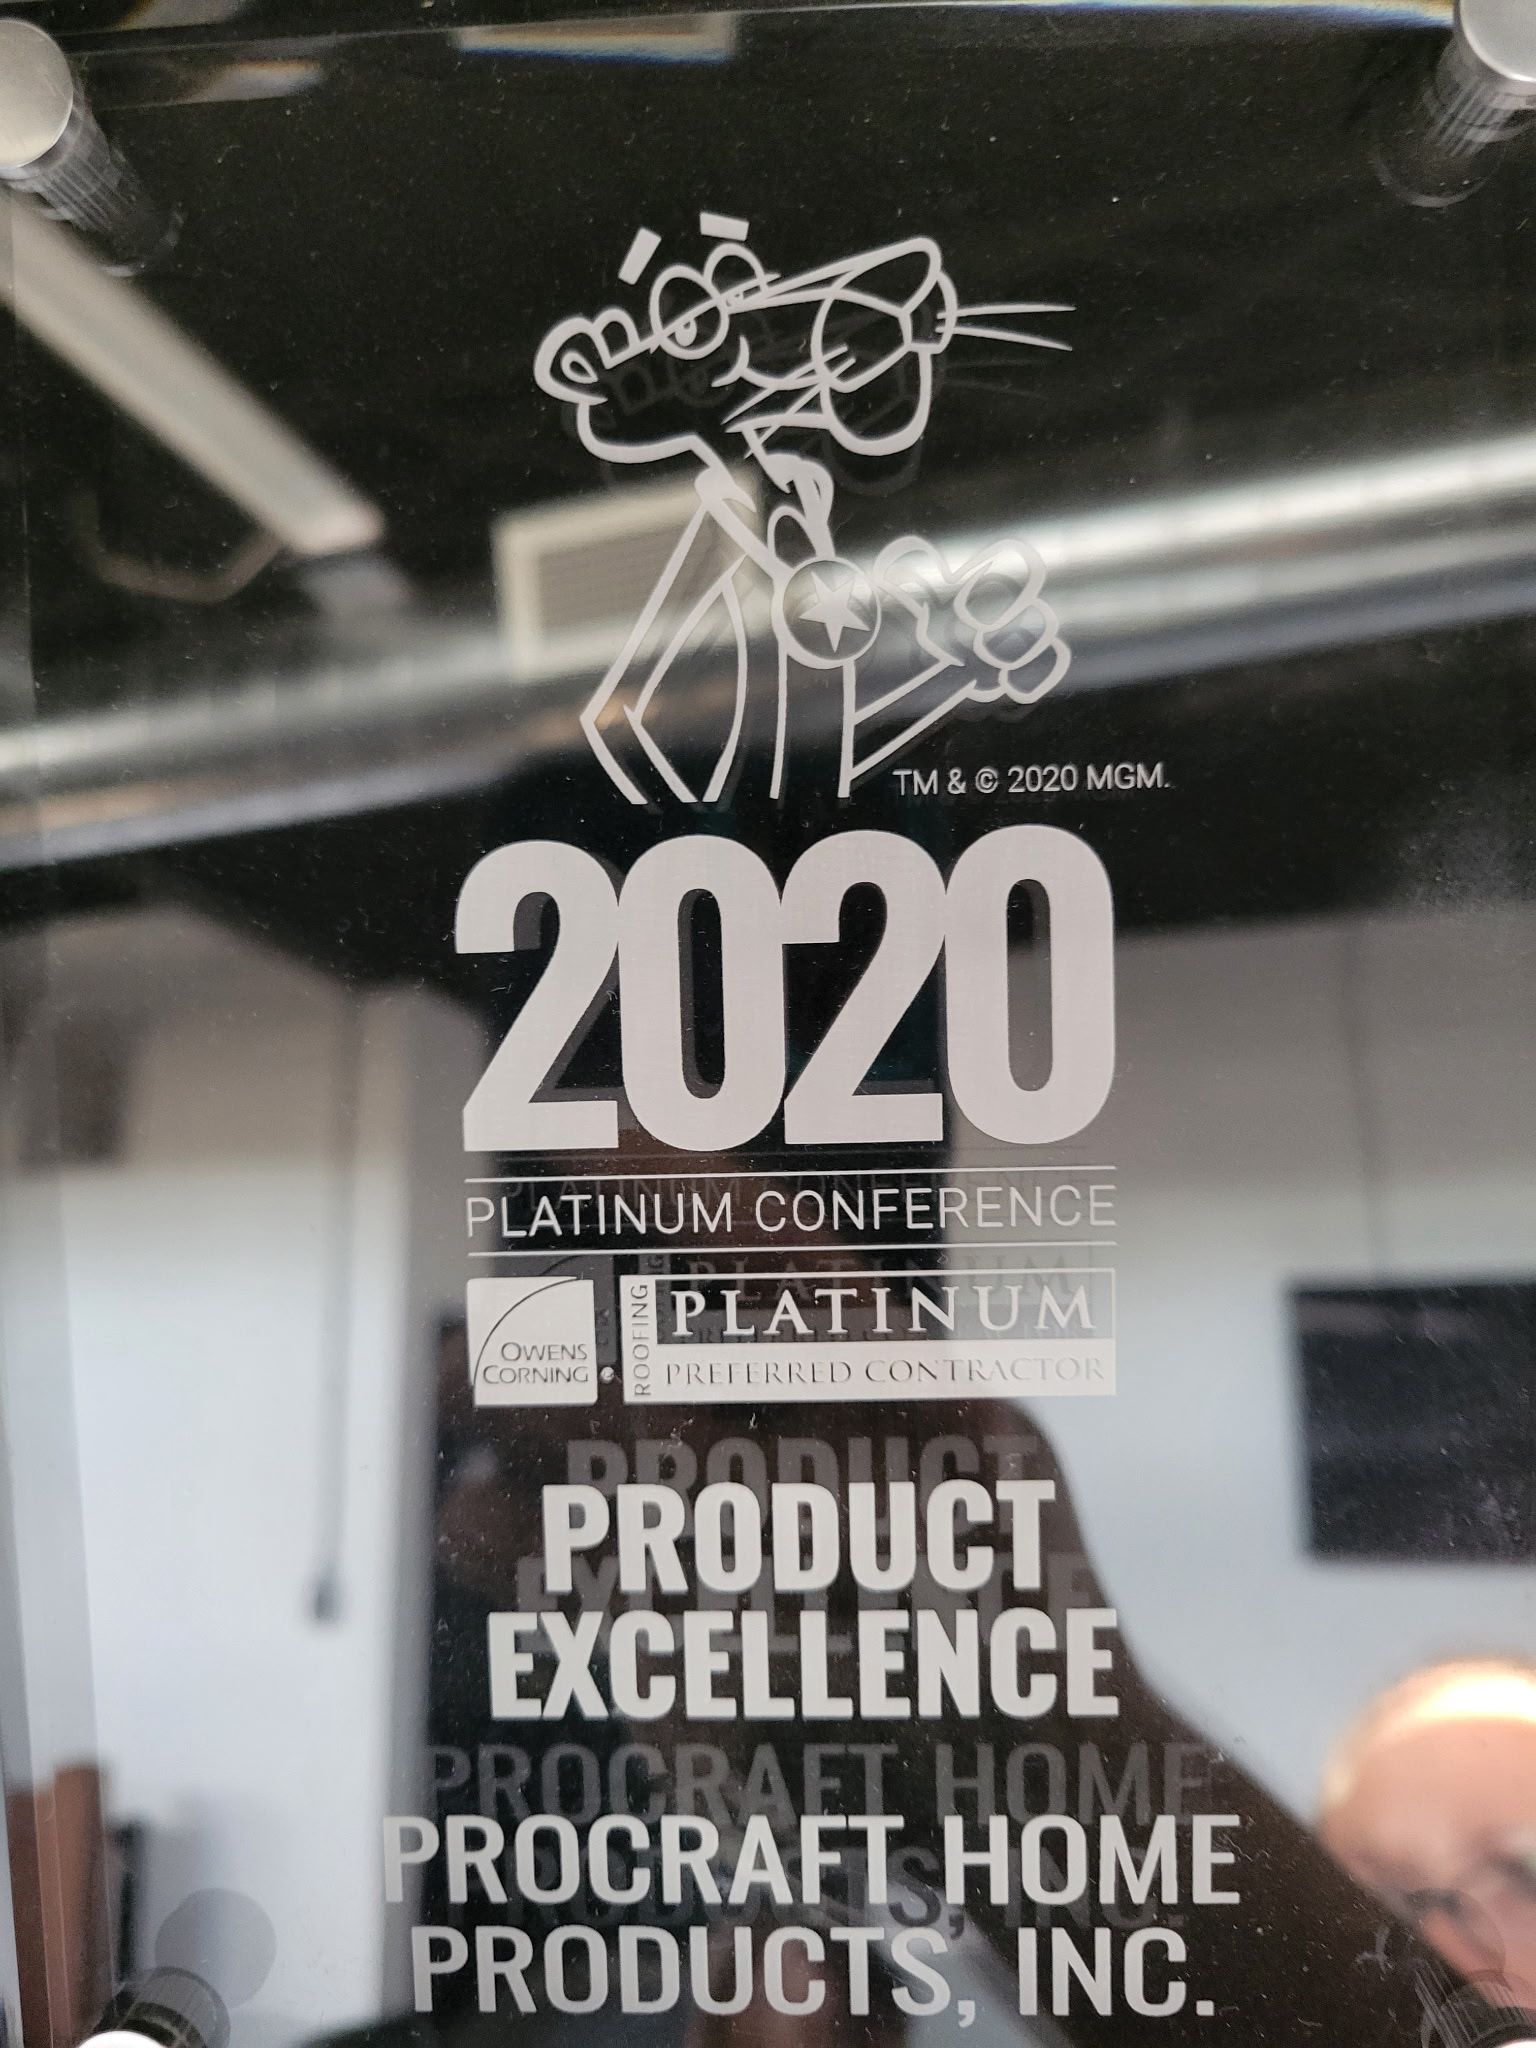 TM & © 2020 MGM.
2020
PLATINUM CONFERENCE
OWENS
CORNING
ROOFING
PLATINUM
PREFERRED CONTRACTOR
PRODUCT
EXCELLENCE
PROCRAFT HOME
PRODUCTS, INC.